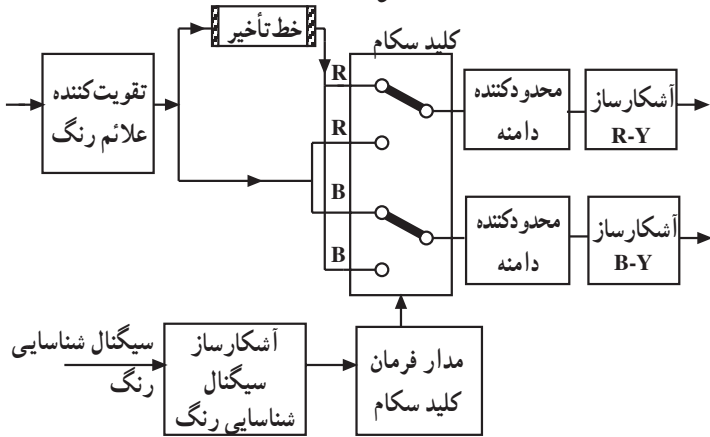 خط تأخیر
کلید سکام
تقویت‌کننده
علائم رنگ
R
R
B
B
محدودکننده
دامنه
آشکارساز
R-Y
محدودکننده
دامنه
آشکارساز
B-Y
سیگنال شناسایی
رنگ
آشکارساز
سیگنال
شناسایی رنگ
مدار فرمان
کلید سکام